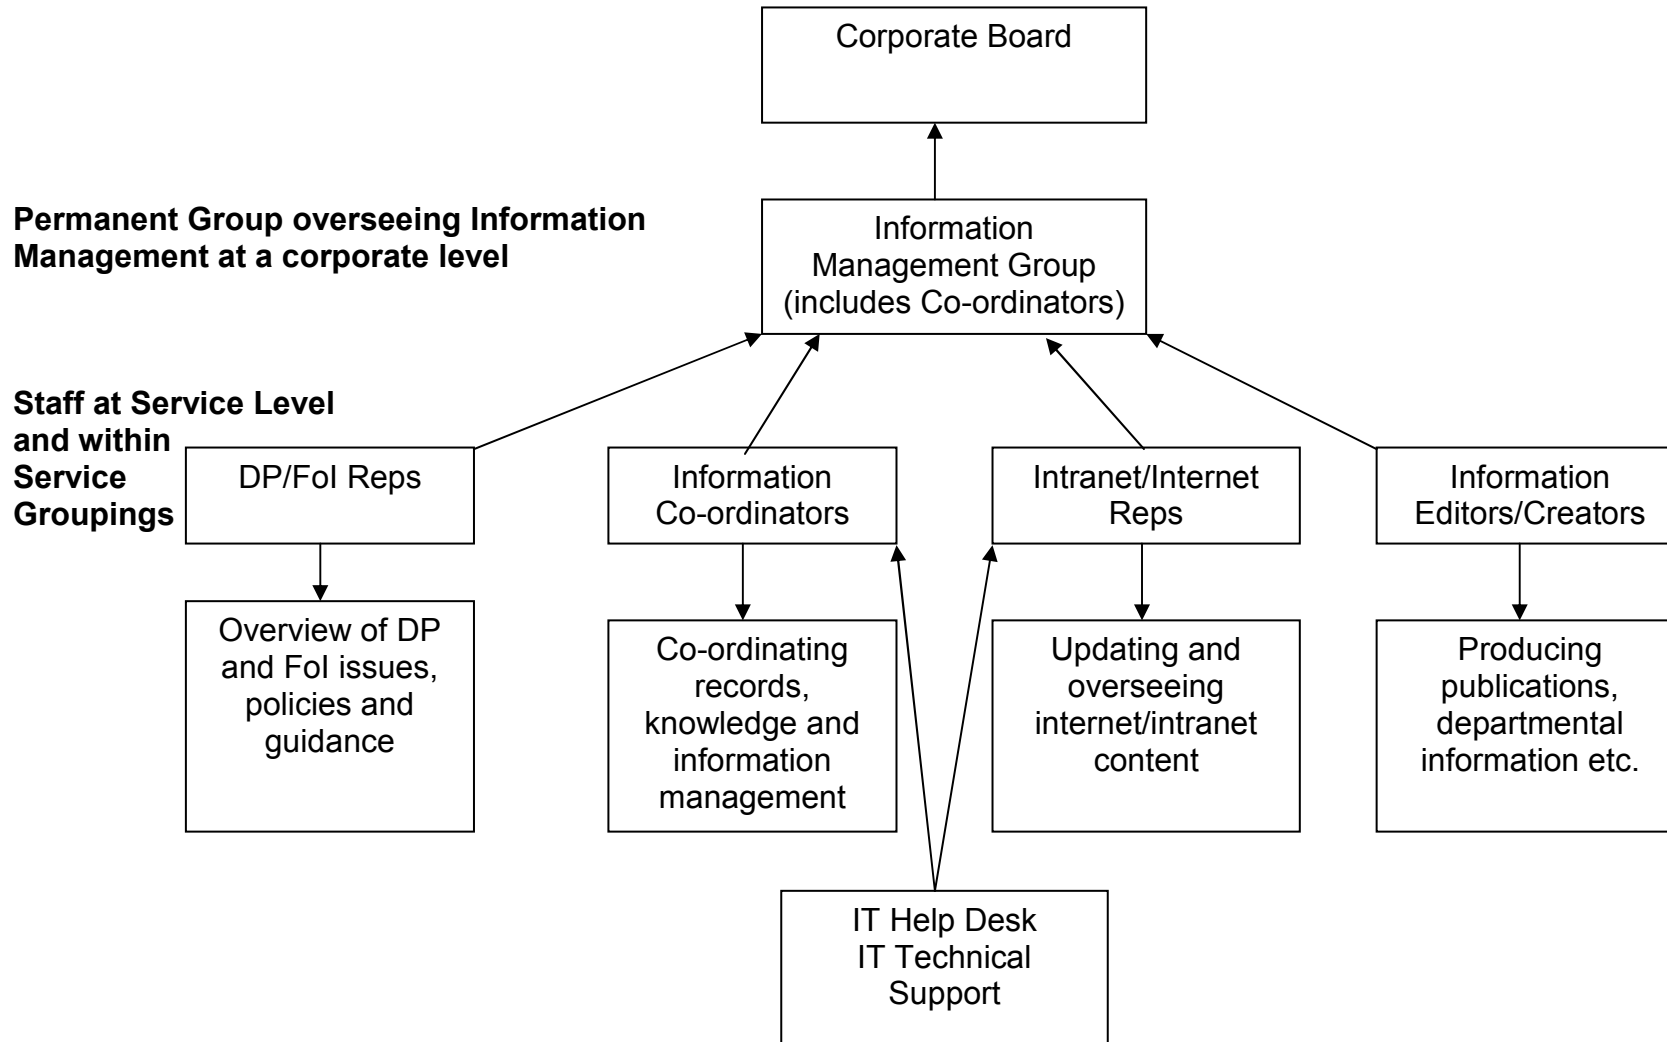 Corporate Board
Permanent Group overseeing Information
Management at a corporate level
Information
Management Group
(includes Co-ordinators)
Staff at Service Level
and within
Service
Groupings
DP/FoI Reps
Information
Co-ordinators
Intranet/Internet
Reps
Information
Editors/Creators
Overview of DP
and FoI issues,
policies and
guidance
Co-ordinating
records,
knowledge and
information
management
Updating and
overseeing
internet/intranet
content
Producing
publications,
departmental
information etc.
IT Help Desk
IT Technical
Support